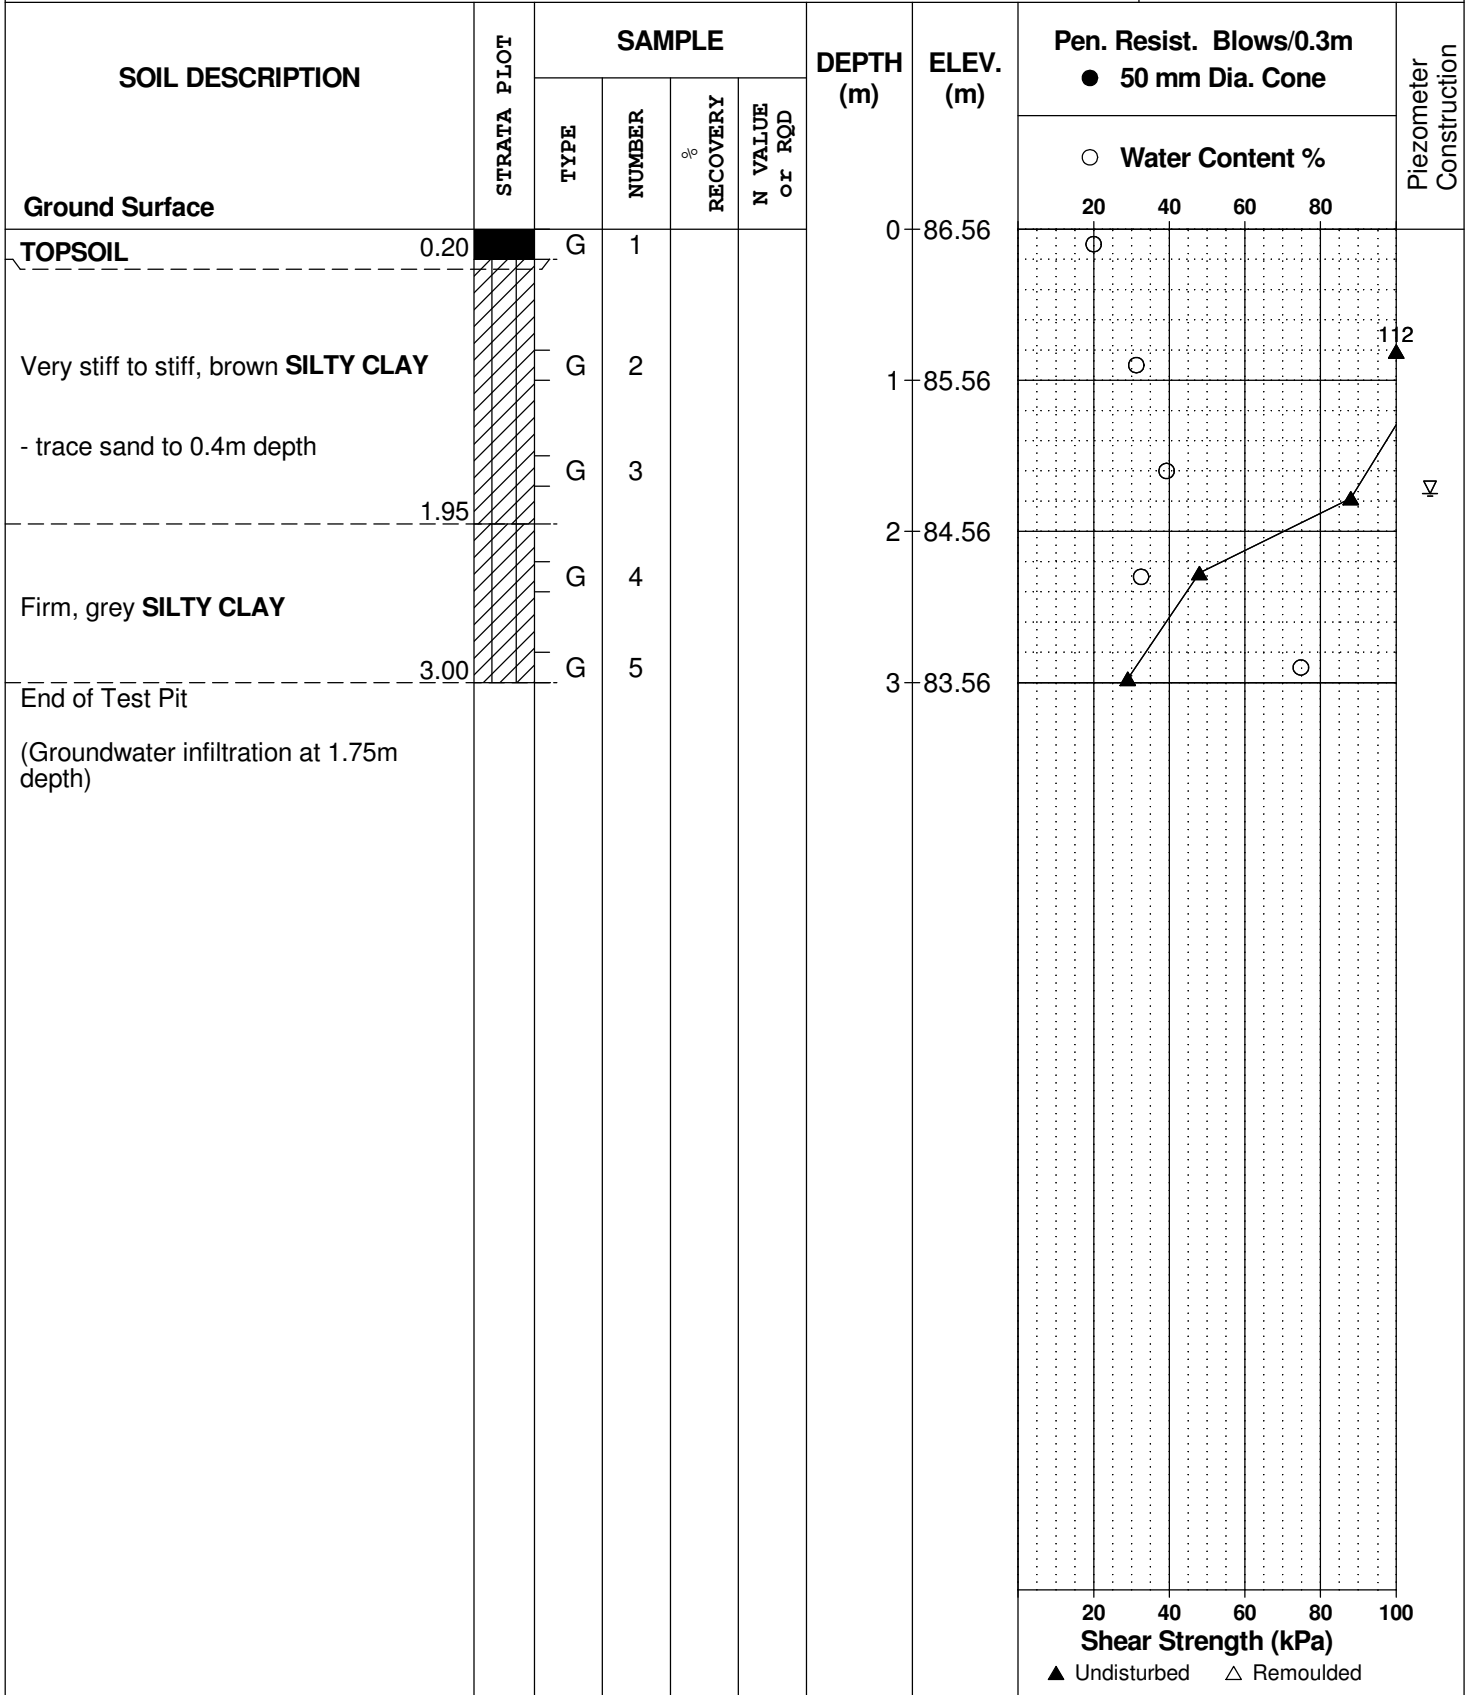 SOIL DESCRIPTION
Ground Surface
STRATA PLOT
SAMPLE
TYPE
NUMBER
%
RECOVERY
N VALUE
or RQD
DEPTH
(m)
ELEV.
(m)
Pen. Resist. Blows/0.3m
● 50 mm Dia. Cone
○ Water Content %
20 40 60 80
Piezometer
Construction
0 86.56
TOPSOIL 0.20 G 1
112
Very stiff to stiff, brown SILTY CLAY G 2
1 85.56
- trace sand to 0.4m depth
G 3
1.95
2 84.56
G 4
Firm, grey SILTY CLAY
3.00 G 5
3 83.56
End of Test Pit
(Groundwater infiltration at 1.75m
depth)
20 40 60 80 100
Shear Strength (kPa)
▲ Undisturbed △ Remoulded